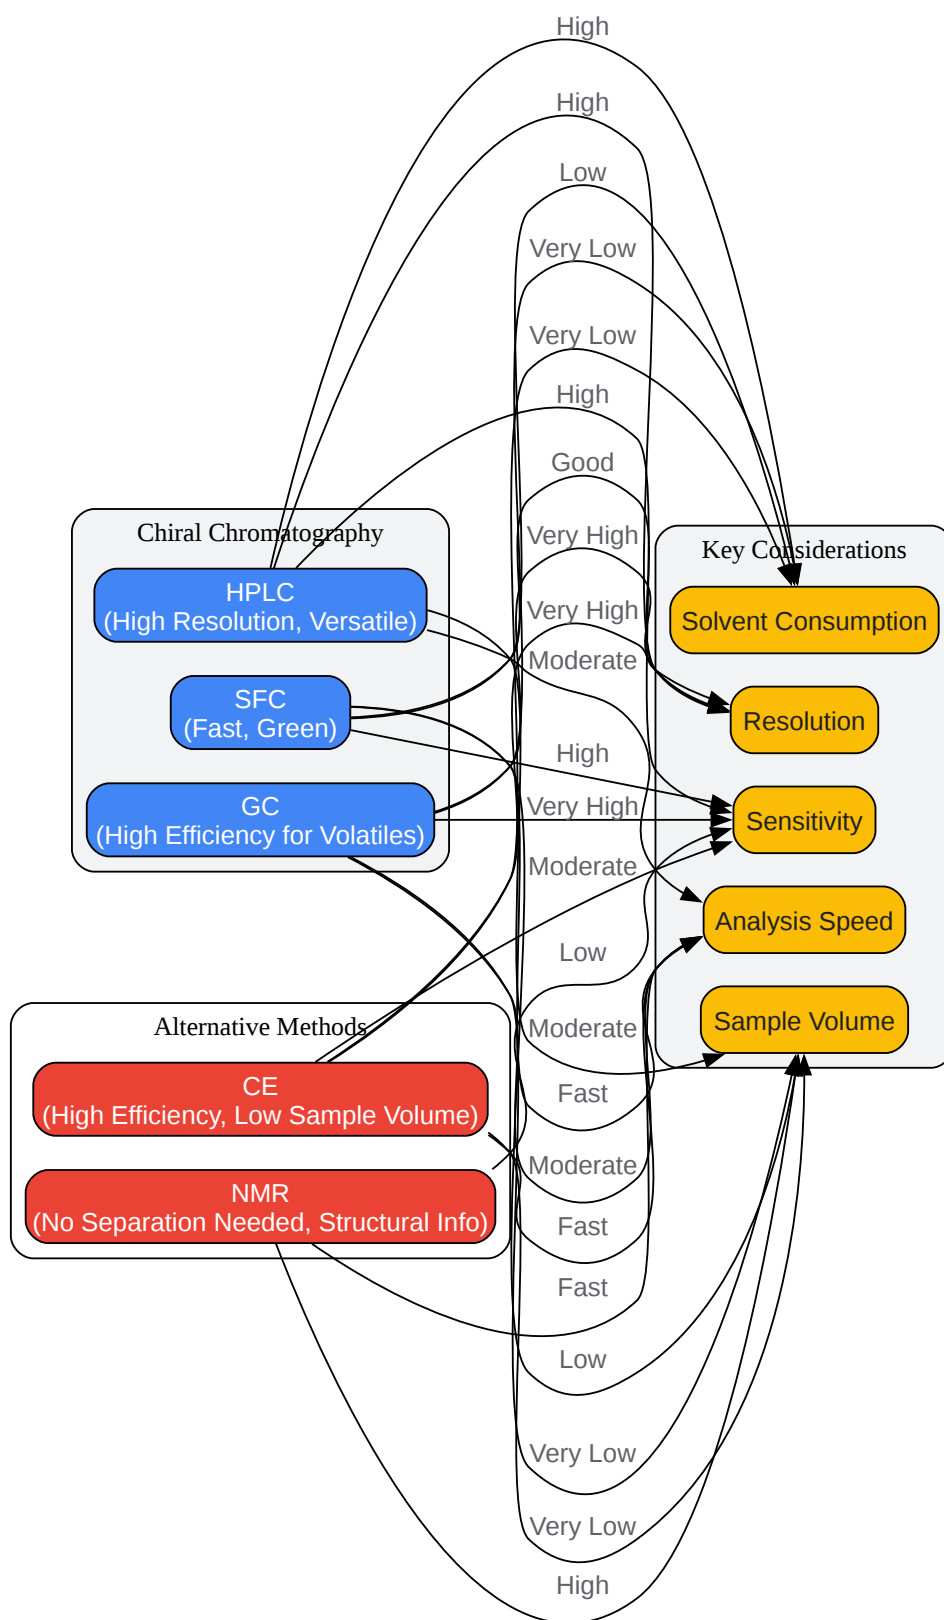 High
High
Low
Very Low
Very Low
High
Good
Very High
Very High
Moderate
High
Very High
Moderate
Low
Moderate
Fast
Moderate
Fast
Fast
Low
Very Low
Very Low
High
Chiral Chromatography
HPLC
(High Resolution, Versatile)
SFC
(Fast, Green)
GC
(High Efficiency for Volatiles)
Alternative Methods
CE
(High Efficiency, Low Sample Volume)
NMR
(No Separation Needed, Structural Info)
Key Considerations
Solvent Consumption
Resolution
Sensitivity
Analysis Speed
Sample Volume